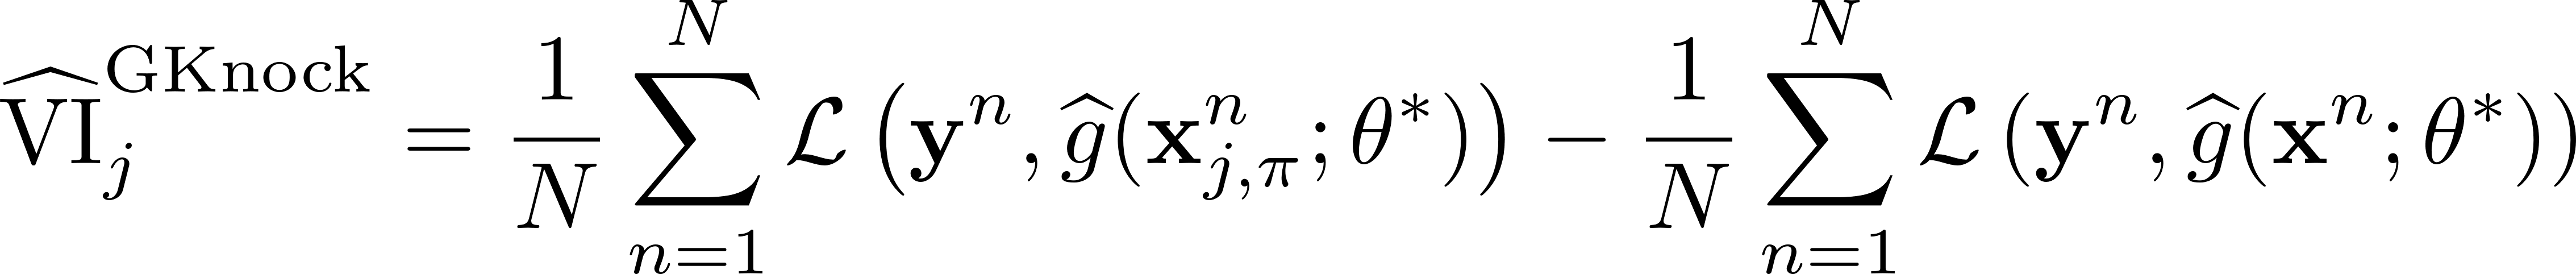 $\widehat{\mathrm{VI}}_j^{\mathrm{GKnock}} = \frac{1}{N} \sum_{n=1}^{N} \mathcal{L}\left(\mathbf{y}^n, \widehat{g}(\mathbf{x}_{j,\pi}^n; \theta^*)\right) - \frac{1}{N} \sum_{n=1}^{N} \mathcal{L}\left(\mathbf{y}^n, \widehat{g}(\mathbf{x}^n; \theta^*)\right)$